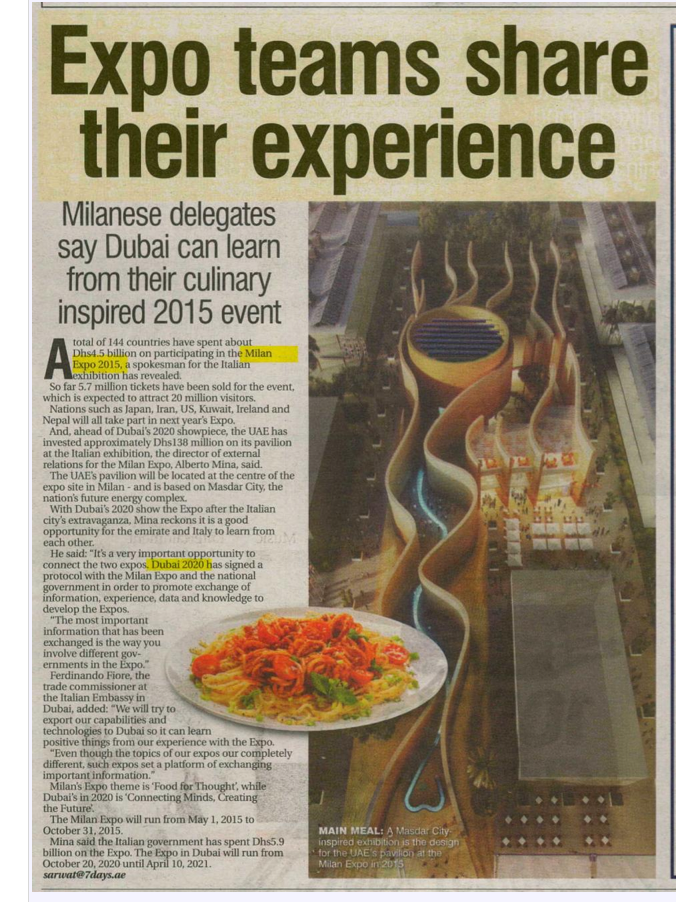 Expo teams share
their experience
Milanese delegates
say Dubai can learn
from their culinary
inspired 2015 event
A total of 144 countries have spent about
Dhs4.5 billion on participating in the Milan
Expo 2015, a spokesman for the Italian
exhibition has revealed.
So far 5.7 million tickets have been sold for the event,
which is expected to attract 20 million visitors.
Nations such as Japan, Iran, US, Kuwait, Ireland and
Nepal will all take part in next year's Expo.
And, ahead of Dubai's 2020 showpiece, the UAE has
invested approximately Dhs138 million on its pavilion
at the Italian exhibition, the director of external
relations for the Milan Expo, Alberto Mina, said.
The UAE's pavilion will be located at the centre of the
expo site in Milan - and is based on Masdar City, the
nation's future energy complex.
With Dubai's 2020 show the Expo after the Italian
city's extravaganza, Mina reckons it is a good
opportunity for the emirate and Italy to learn from
each other.
He said: "It's a very important opportunity to
connect the two expos. Dubai 2020 has signed a
protocol with the Milan Expo and the national
government in order to promote exchange of
information, experience, data and knowledge to
develop the Expos.
"The most important
information that has been
exchanged is the way you
involve different gov-
ernments in the Expo."
Ferdinando Fiore, the
trade commissioner at
the Italian Embassy in
Dubai, added: "We will try to
export our capabilities and
technologies to Dubai so it can learn
positive things from our experience with the Expo.
"Even though the topics of our expos our completely
different, such expos set a platform of exchanging
important information."
Milan's Expo theme is 'Food for Thought', while
Dubai's in 2020 is 'Connecting Minds, Creating
the Future'.
The Milan Expo will run from May 1, 2015 to
October 31, 2015.
Mina said the Italian government has spent Dhs5.9
billion on the Expo. The Expo in Dubai will run from
October 20, 2020 until April 10, 2021.
sarwat@7days.ae
MAIN MEAL: A Masdar City-
inspired exhibition is the design
for the UAE's pavilion at the
Milan Expo in 2015